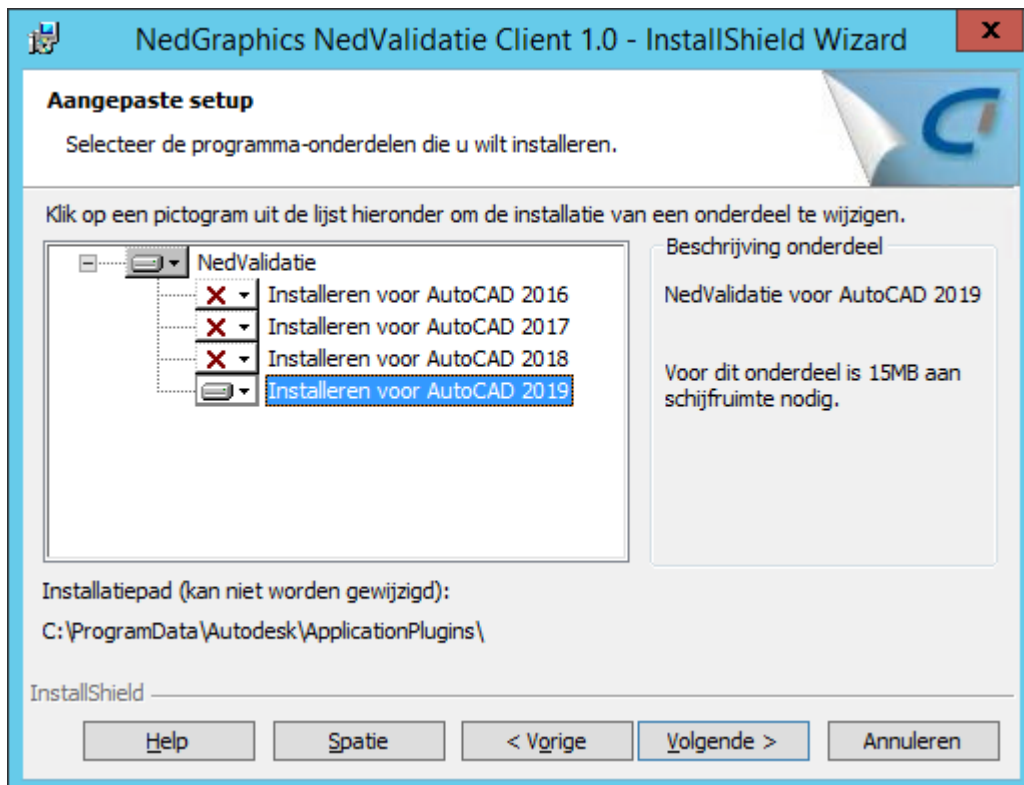 NedGraphics NedValidatie Client 1.0 - InstallShield Wizard
x
Aangepaste setup
Selecteer de programma-onderdelen die u wilt installeren.
Klik op een pictogram uit de lijst hieronder om de installatie van een onderdeel te wijzigen.
NedValidatie
Installeren voor AutoCAD 2016
Installeren voor AutoCAD 2017
Installeren voor AutoCAD 2018
Installeren voor AutoCAD 2019
Beschrijving onderdeel
NedValidatie voor AutoCAD 2019
Voor dit onderdeel is 15MB aan
schijfruimte nodig.
Installatiepad (kan niet worden gewijzigd):
C:\ProgramData\Autodesk\ApplicationPlugins\
InstallShield
Help
Spatie
< Vorige
Volgende >
Annuleren